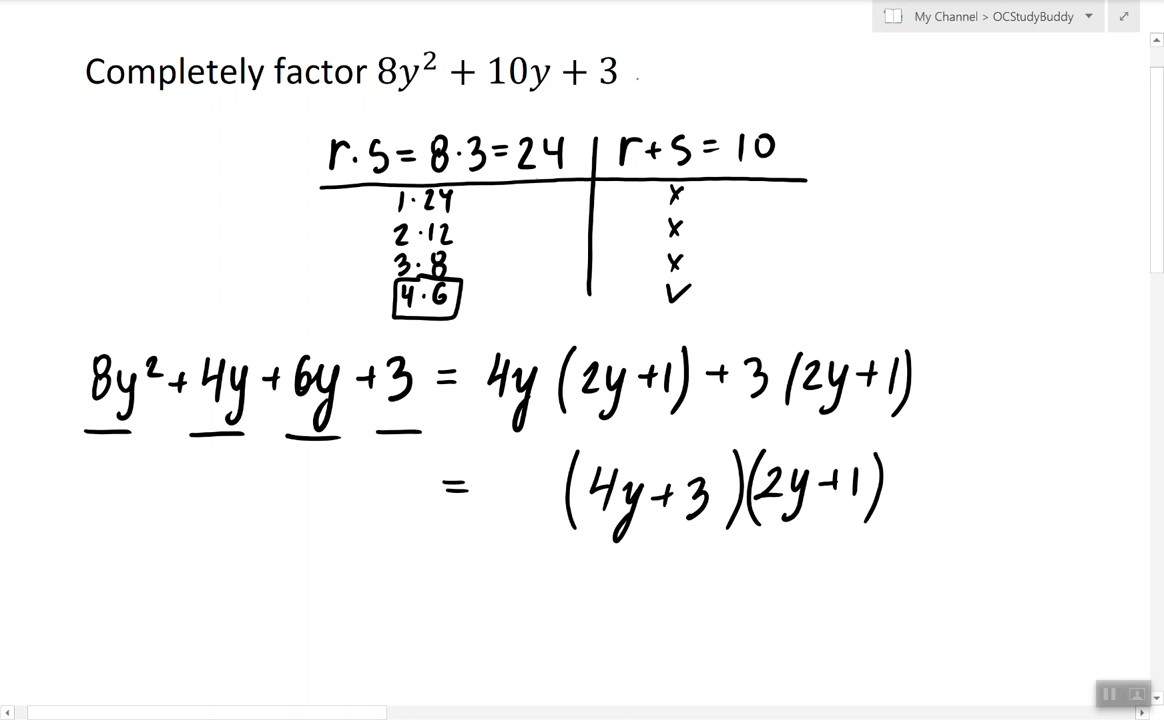 My Channel > OCStudyBuddy
Completely factor 8y² + 10y + 3
r · s = 8 · 3 = 24 | r + s = 10
1 · 24 x
2 · 12 x
3 · 8 x
4 · 6 ✓
8y² + 4y + 6y + 3 = 4y (2y + 1) + 3 (2y + 1)
= (4y + 3)(2y + 1)